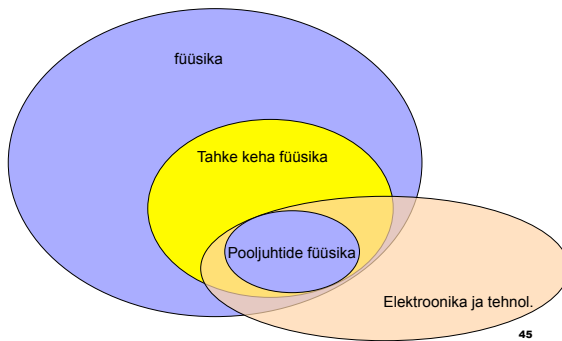 füüsika
Tahke keha füüsika
Pooljuhtide füüsika
Elektroonika ja tehnol.
45